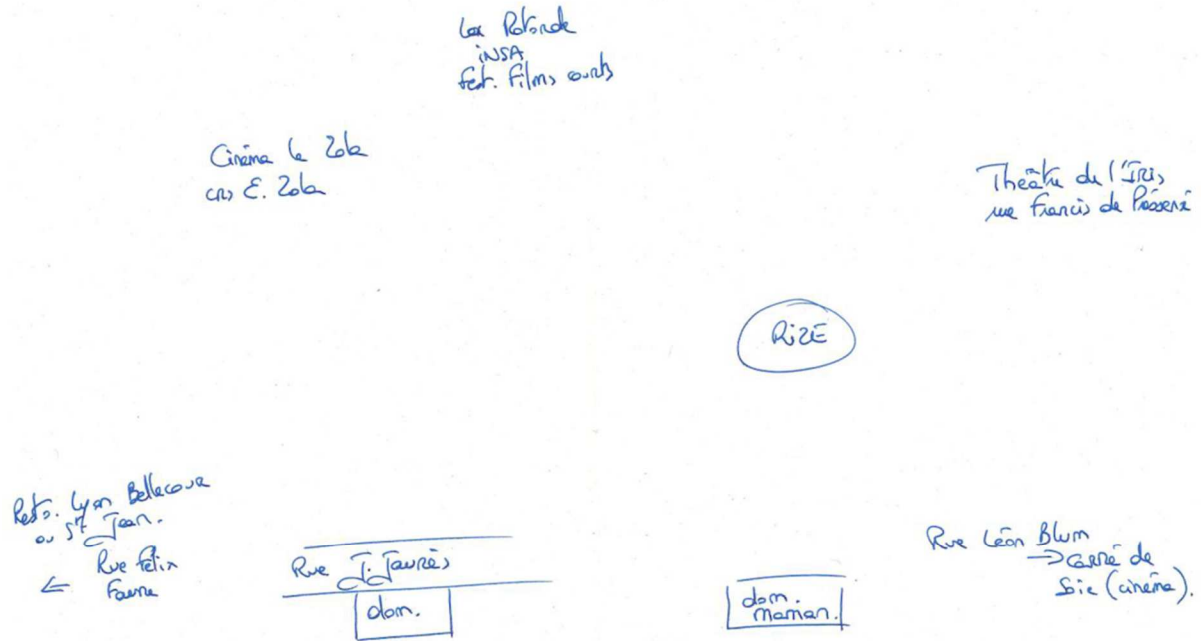 La Rotonde
INSA
Fest. Films courts
Cinéma le Zola
crs E. Zola
Théâtre de l'Iris
rue Francis de Pressensé
RiZE
Resto. Lyon Bellecour
ou St Jean.
Rue Félix
← Faure
Rue J. Jaurès
dom.
dom.
maman.
Rue Léon Blum
→ Carré de
Soie (cinéma).